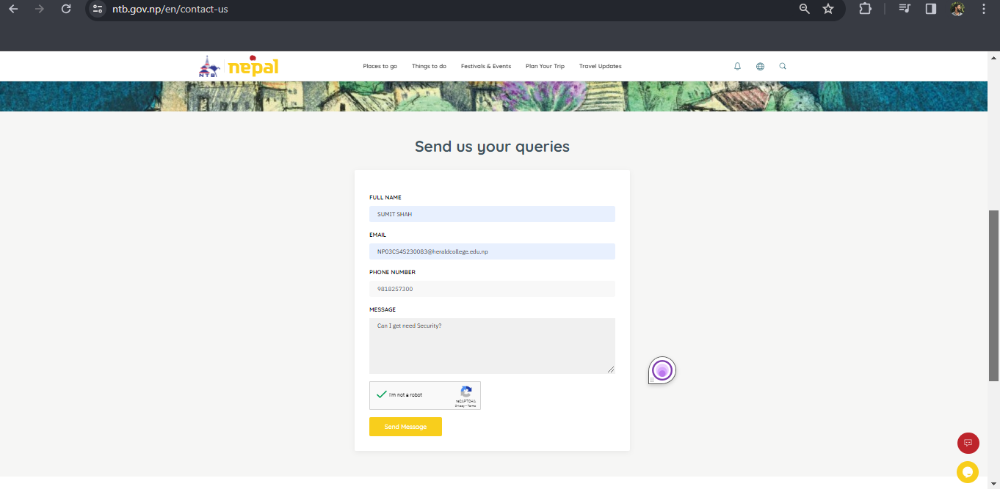 ntb.gov.np/en/contact-us
NTB
nepal
Places to go Things to do Festivals & Events Plan Your Trip Travel Updates
Send us your queries
FULL NAME
SUMIT SHAH
EMAIL
NP03CS4S230083@heraldcollege.edu.np
PHONE NUMBER
9818257300
MESSAGE
Can I get need Security?
I'm not a robot
reCAPTCHA
Privacy - Terms
Send Message